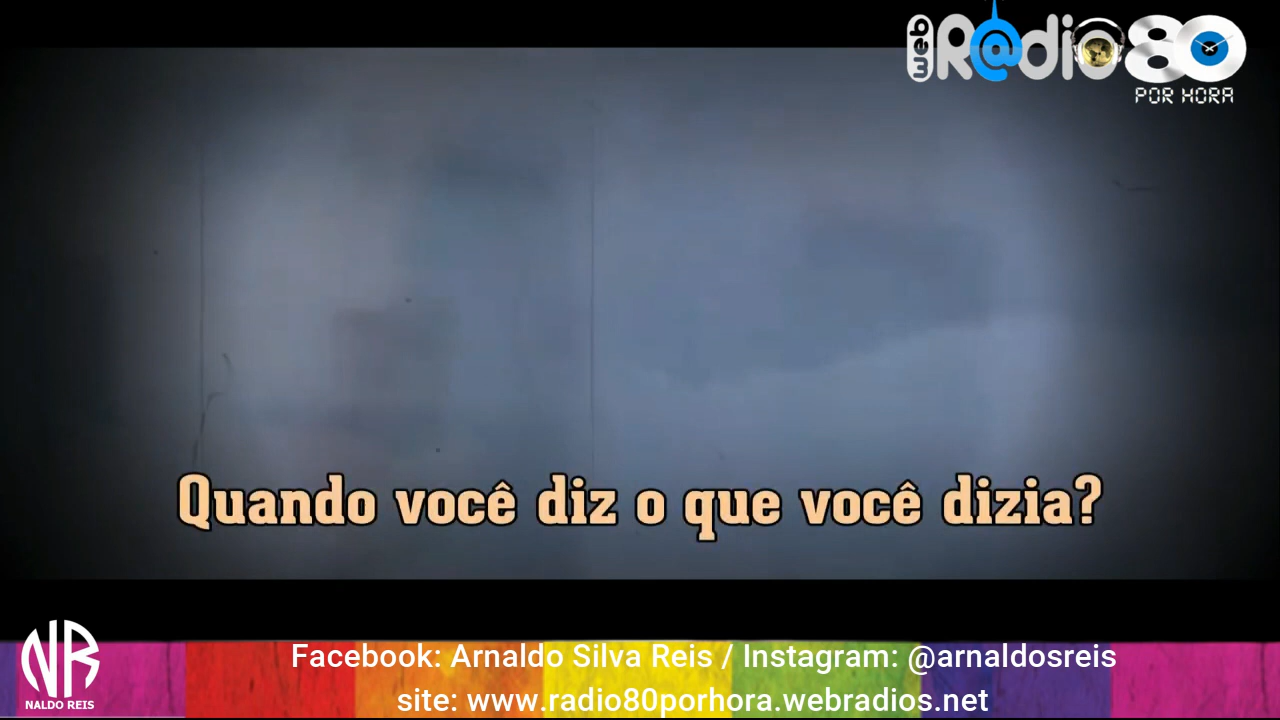 web R@dio 80
POR HORA
Quando você diz o que você dizia?
NR
NALDO REIS
Facebook: Arnaldo Silva Reis / Instagram: @arnaldosreis
site: www.radio80porhora.webradios.net